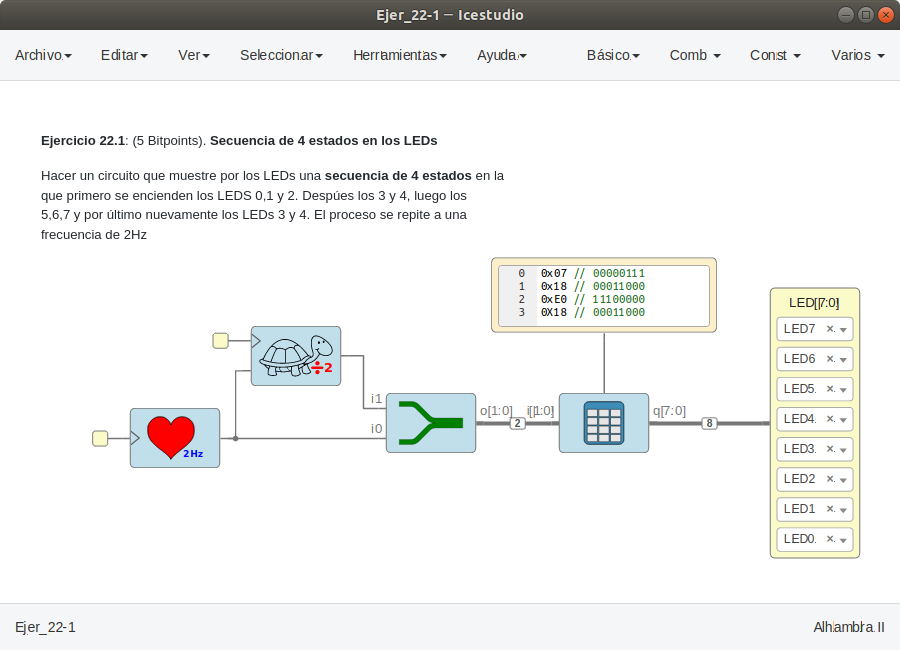 Ejer_22-1 — Icestudio
Archivo Editar Ver Seleccionar Herramientas Ayuda Básico Comb Const Varios
Ejercicio 22.1: (5 Bitpoints). Secuencia de 4 estados en los LEDs
Hacer un circuito que muestre por los LEDs una secuencia de 4 estados en la
que primero se encienden los LEDS 0,1 y 2. Despúes los 3 y 4, luego los
5,6,7 y por último nuevamente los LEDs 3 y 4. El proceso se repite a una
frecuencia de 2Hz
0 0x07 // 00000111
1 0x18 // 00011000
2 0xE0 // 11100000
3 0X18 // 00011000
÷2
2Hz
i1
i0
o[1:0]
2
i[1:0]
q[7:0]
8
LED[7:0]
LED7
LED6
LED5
LED4
LED3
LED2
LED1
LED0
Ejer_22-1
Alhambra II